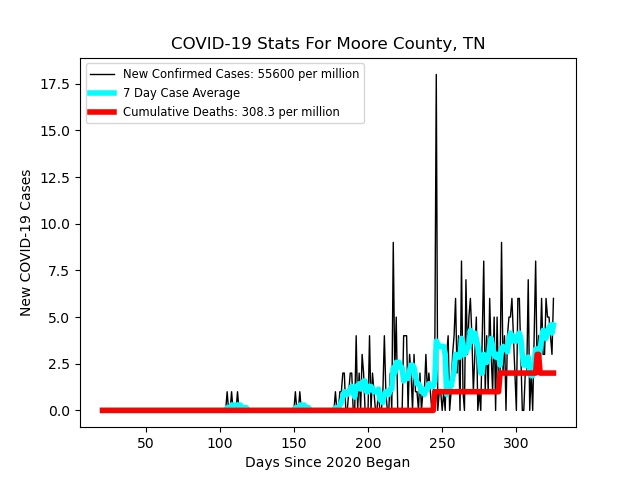 COVID-19 Stats For Moore County, TN
New Confirmed Cases: 55600 per million
7 Day Case Average
Cumulative Deaths: 308.3 per million
17.5
15.0
12.5
10.0
7.5
5.0
2.5
0.0
New COVID-19 Cases
50 100 150 200 250 300
Days Since 2020 Began